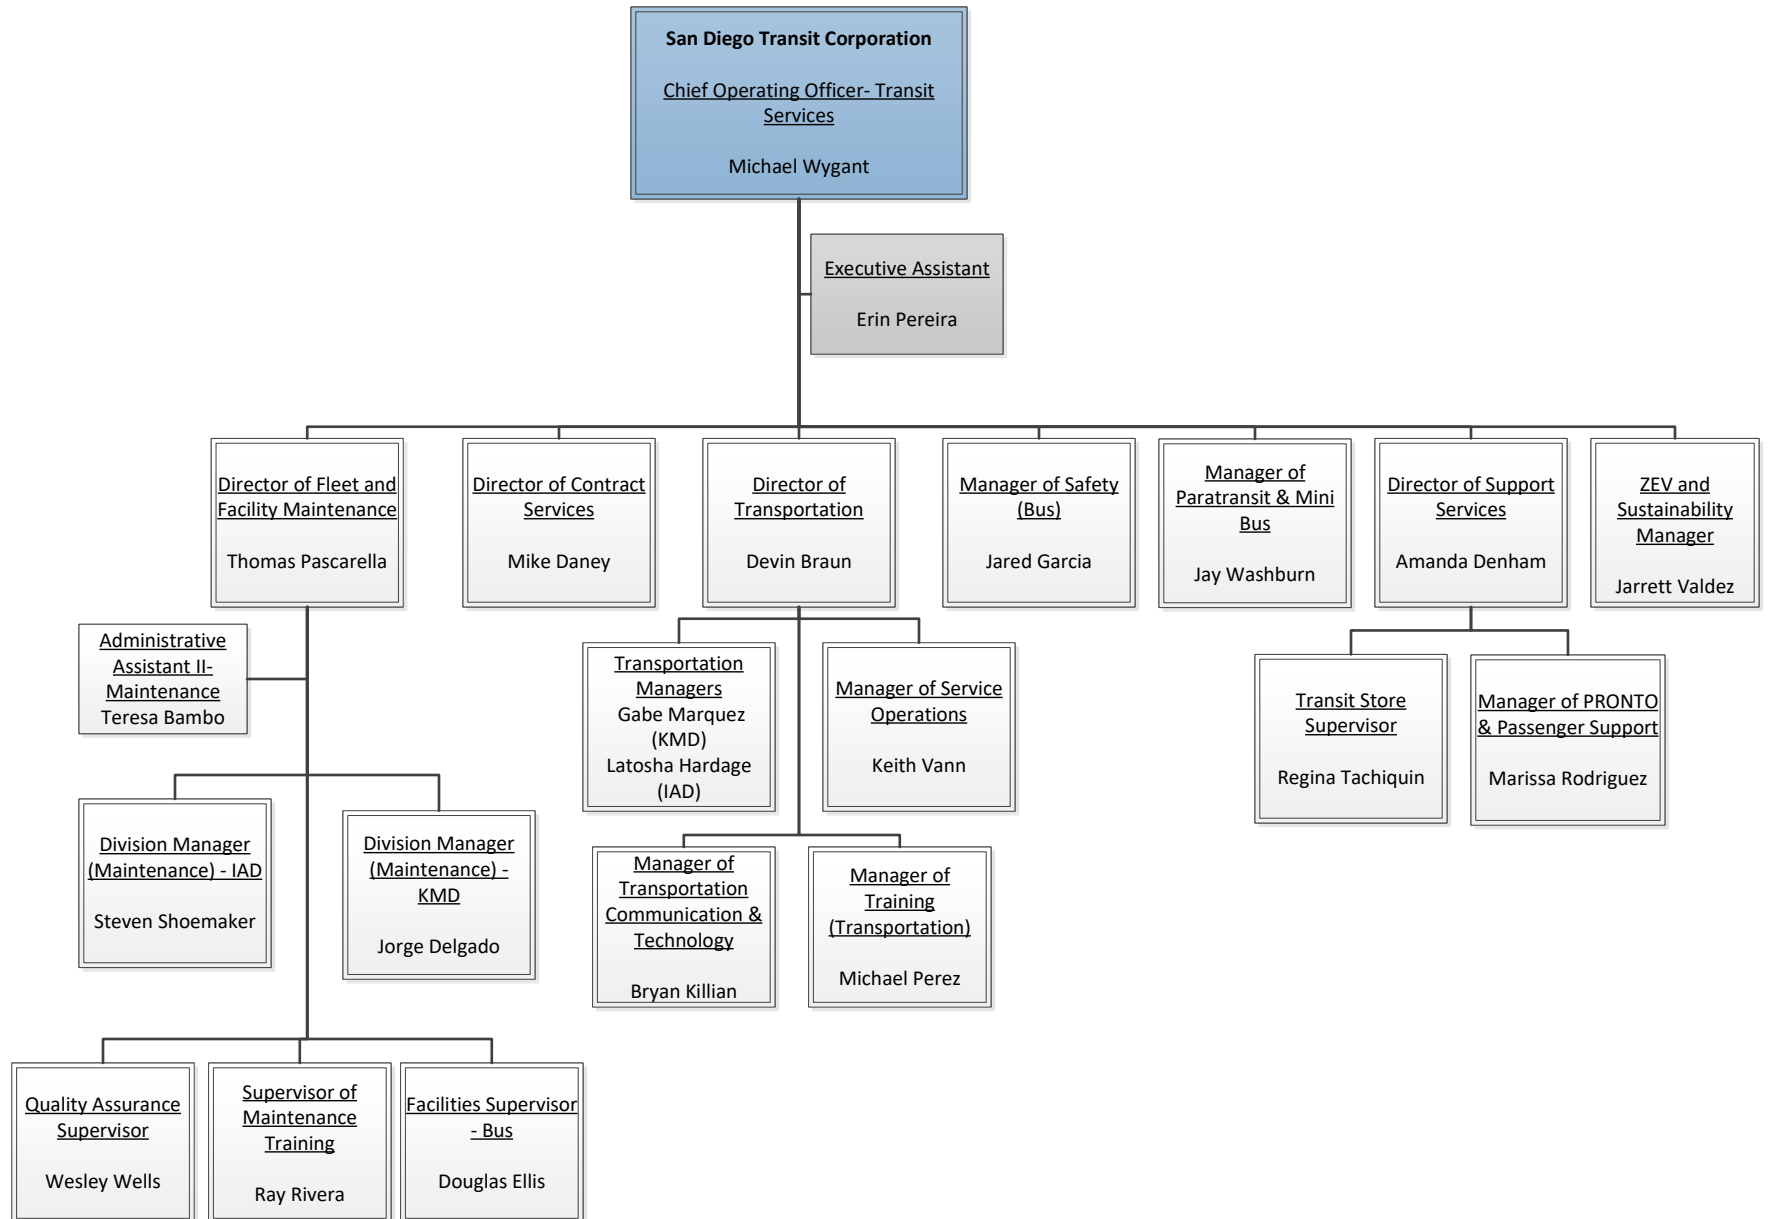 San Diego Transit Corporation
Chief Operating Officer- Transit
Services
Michael Wygant
Executive Assistant
Erin Pereira
Director of Fleet and
Facility Maintenance
Thomas Pascarella
Director of Contract
Services
Mike Daney
Director of
Transportation
Devin Braun
Manager of Safety
(Bus)
Jared Garcia
Manager of
Paratransit & Mini
Bus
Jay Washburn
Director of Support
Services
Amanda Denham
ZEV and
Sustainability
Manager
Jarrett Valdez
Administrative
Assistant II-
Maintenance
Teresa Bambo
Transportation
Managers
Gabe Marquez
(KMD)
Latosha Hardage
(IAD)
Manager of Service
Operations
Keith Vann
Transit Store
Supervisor
Regina Tachiquin
Manager of PRONTO
& Passenger Support
Marissa Rodriguez
Division Manager
(Maintenance) - IAD
Steven Shoemaker
Division Manager
(Maintenance) -
KMD
Jorge Delgado
Manager of
Transportation
Communication &
Technology
Bryan Killian
Manager of
Training
(Transportation)
Michael Perez
Quality Assurance
Supervisor
Wesley Wells
Supervisor of
Maintenance
Training
Ray Rivera
Facilities Supervisor
- Bus
Douglas Ellis